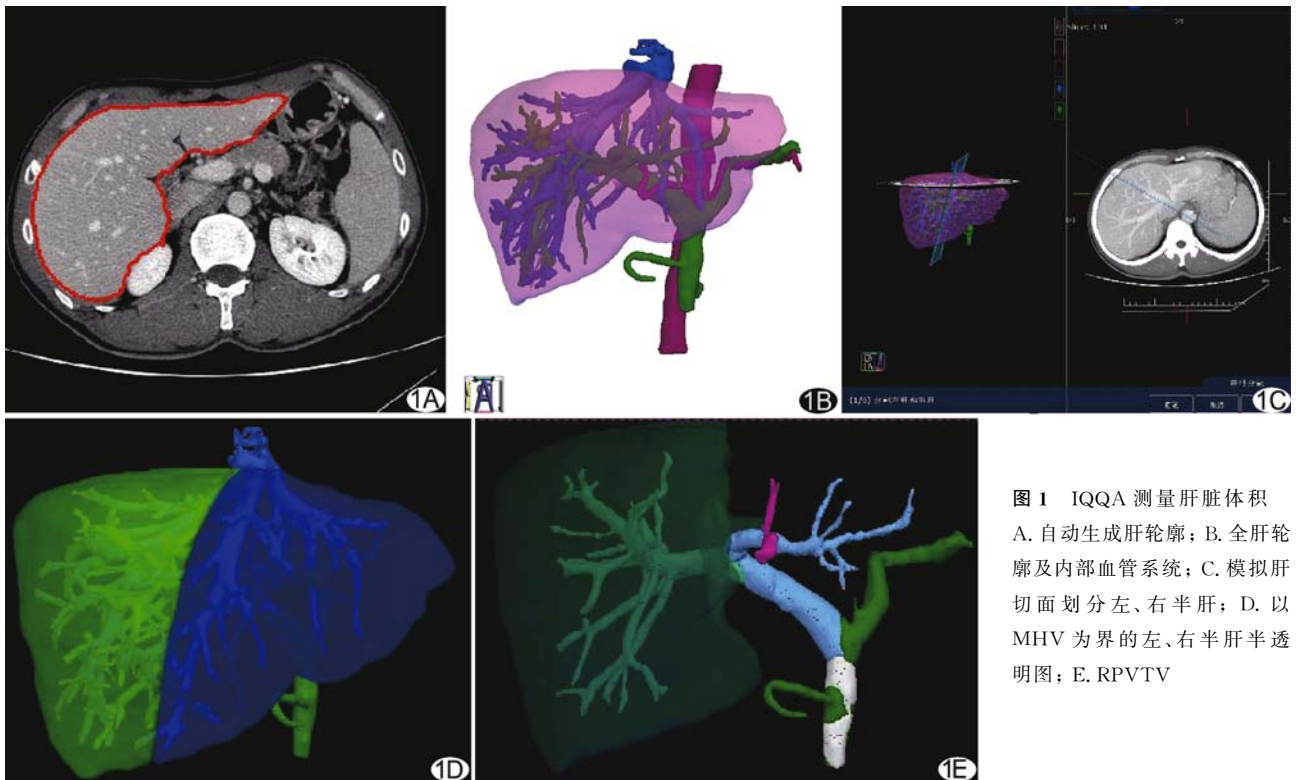 1A
1B
1C
1D
1E
图 1 IQQA 测量肝脏体积
A. 自动生成肝轮廓; B. 全肝轮
廓及内部血管系统; C. 模拟肝
切面划分左、右半肝; D. 以
MHV 为界的左、右半肝半透
明图; E. RPVTV